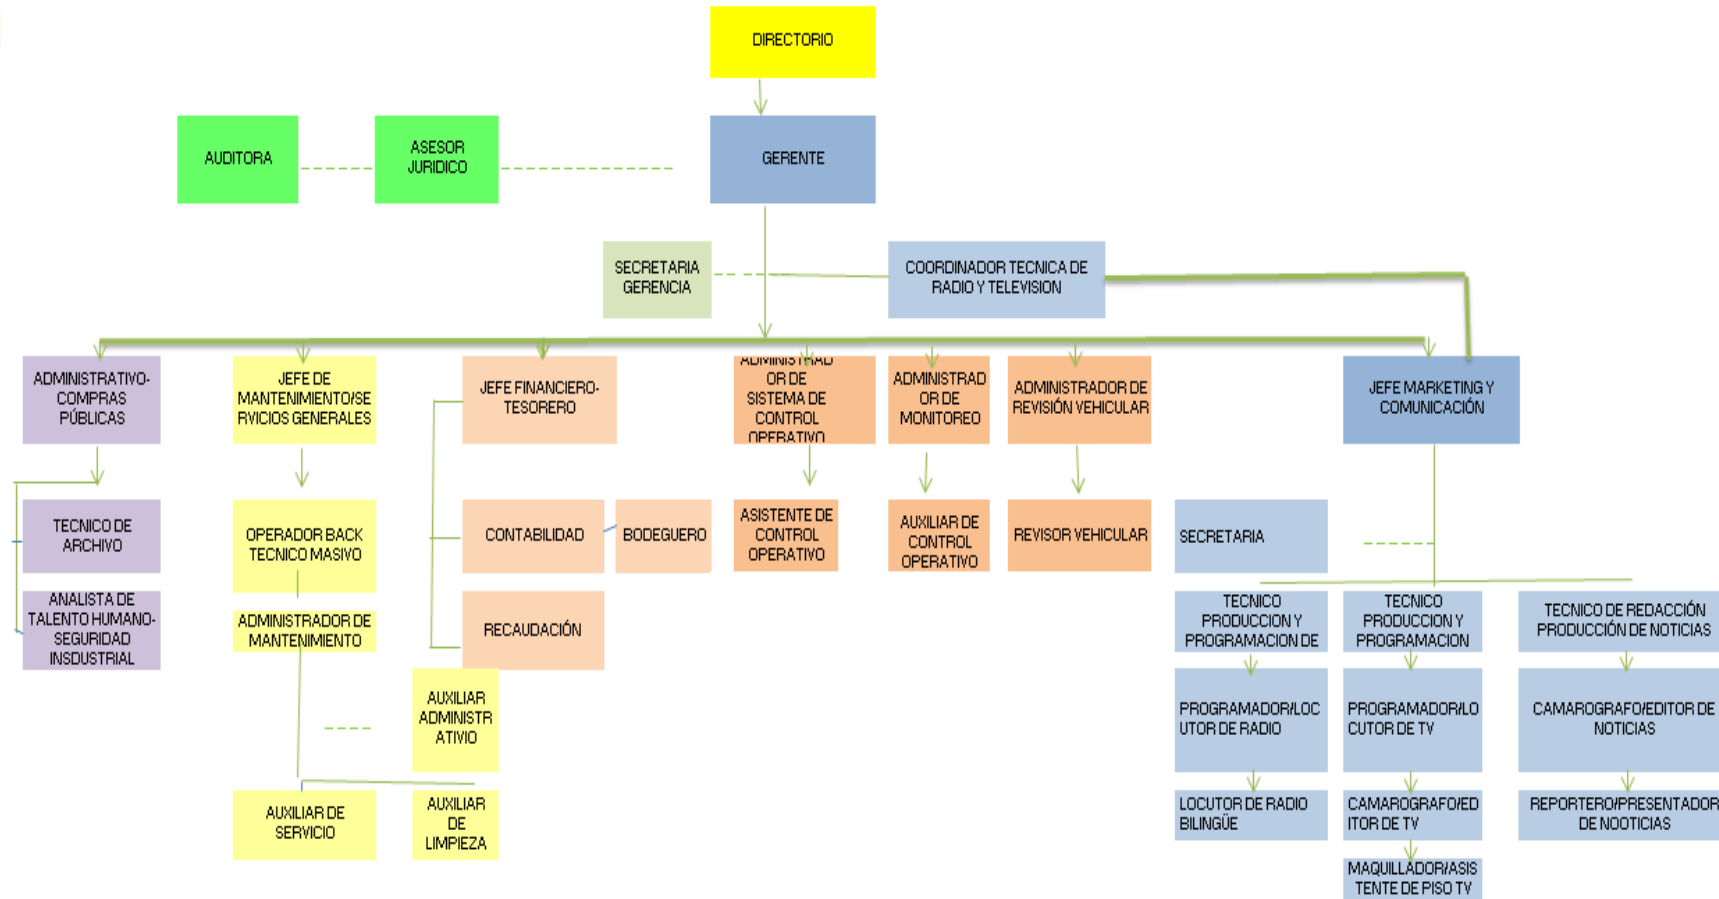 DIRECTORIO
AUDITORA
ASESOR
JURIDICO
GERENTE
SECRETARIA
GERENCIA
COORDINADOR TECNICA DE
RADIO Y TELEVISION
ADMINISTRATIVO-
COMPRAS
PÚBLICAS
JEFE DE
MANTENIMIENTO/SE
RVICIOS GENERALES
JEFE FINANCIERO-
TESORERO
ADMINISTRAD
OR DE
SISTEMA DE
CONTROL
OPERATIVO
ADMINISTRAD
OR DE
MONITOREO
ADMINISTRADOR DE
REVISIÓN VEHICULAR
JEFE MARKETING Y
COMUNICACIÓN
TECNICO DE
ARCHIVO
OPERADOR BACK
TECNICO MASIVO
CONTABILIDAD
BODEGUERO
ASISTENTE DE
CONTROL
OPERATIVO
AUXILIAR DE
CONTROL
OPERATIVO
REVISOR VEHICULAR
SECRETARIA
ANALISTA DE
TALENTO HUMANO-
SEGURIDAD
INSDUSTRIAL
ADMINISTRADOR DE
MANTENIMIENTO
RECAUDACIÓN
TECNICO
PRODUCCION Y
PROGRAMACION DE
TECNICO
PRODUCCION Y
PROGRAMACION
TECNICO DE REDACCIÓN
PRODUCCIÓN DE NOTICIAS
AUXILIAR
ADMINISTR
ATIVIO
PROGRAMADOR/LOC
UTOR DE RADIO
PROGRAMADOR/LO
CUTOR DE TV
CAMAROGRAFO/EDITOR DE
NOTICIAS
AUXILIAR DE
SERVICIO
AUXILIAR
DE
LIMPIEZA
LOCUTOR DE RADIO
BILINGÜE
CAMAROGRAFO/ED
ITOR DE TV
REPORTERO/PRESENTADOR
DE NOOTICIAS
MAQUILLADOR/ASIS
TENTE DE PISO TV